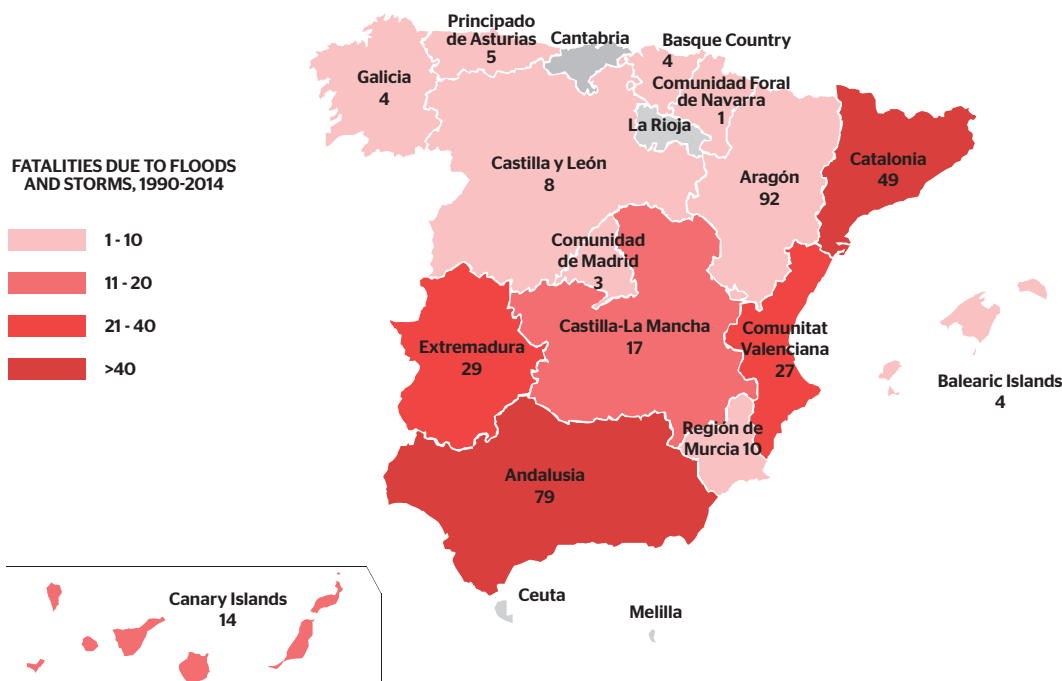 Principado
de Asturias
5
Cantabria
Basque Country
4
Galicia
4
Comunidad Foral
de Navarra
1
La Rioja
FATALITIES DUE TO FLOODS
AND STORMS, 1990-2014
1 - 10
11 - 20
21 - 40
>40
Castilla y León
8
Aragón
92
Catalonia
49
Comunidad
de Madrid
3
Extremadura
29
Castilla-La Mancha
17
Comunitat
Valenciana
27
Balearic Islands
4
Región de
Murcia 10
Andalusia
79
Canary Islands
14
Ceuta
Melilla